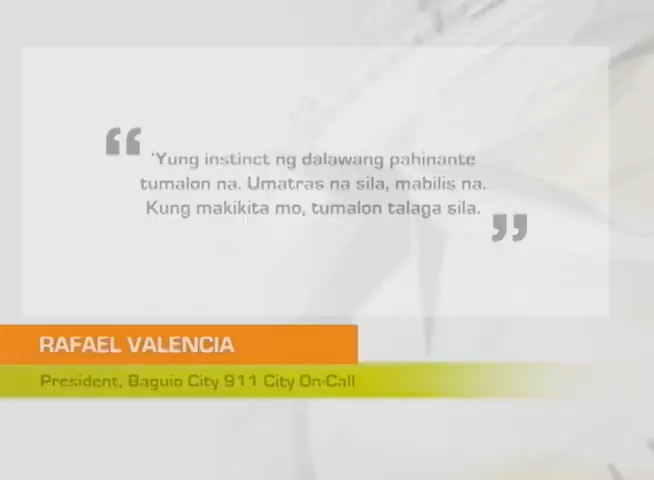 'Yung instinct ng dalawang pahinante
tumalon na. Umatras na sila, mabilis na.
Kung makikita mo, tumalon talaga sila.
RAFAEL VALENCIA
President, Baguio City 911 City On-Call